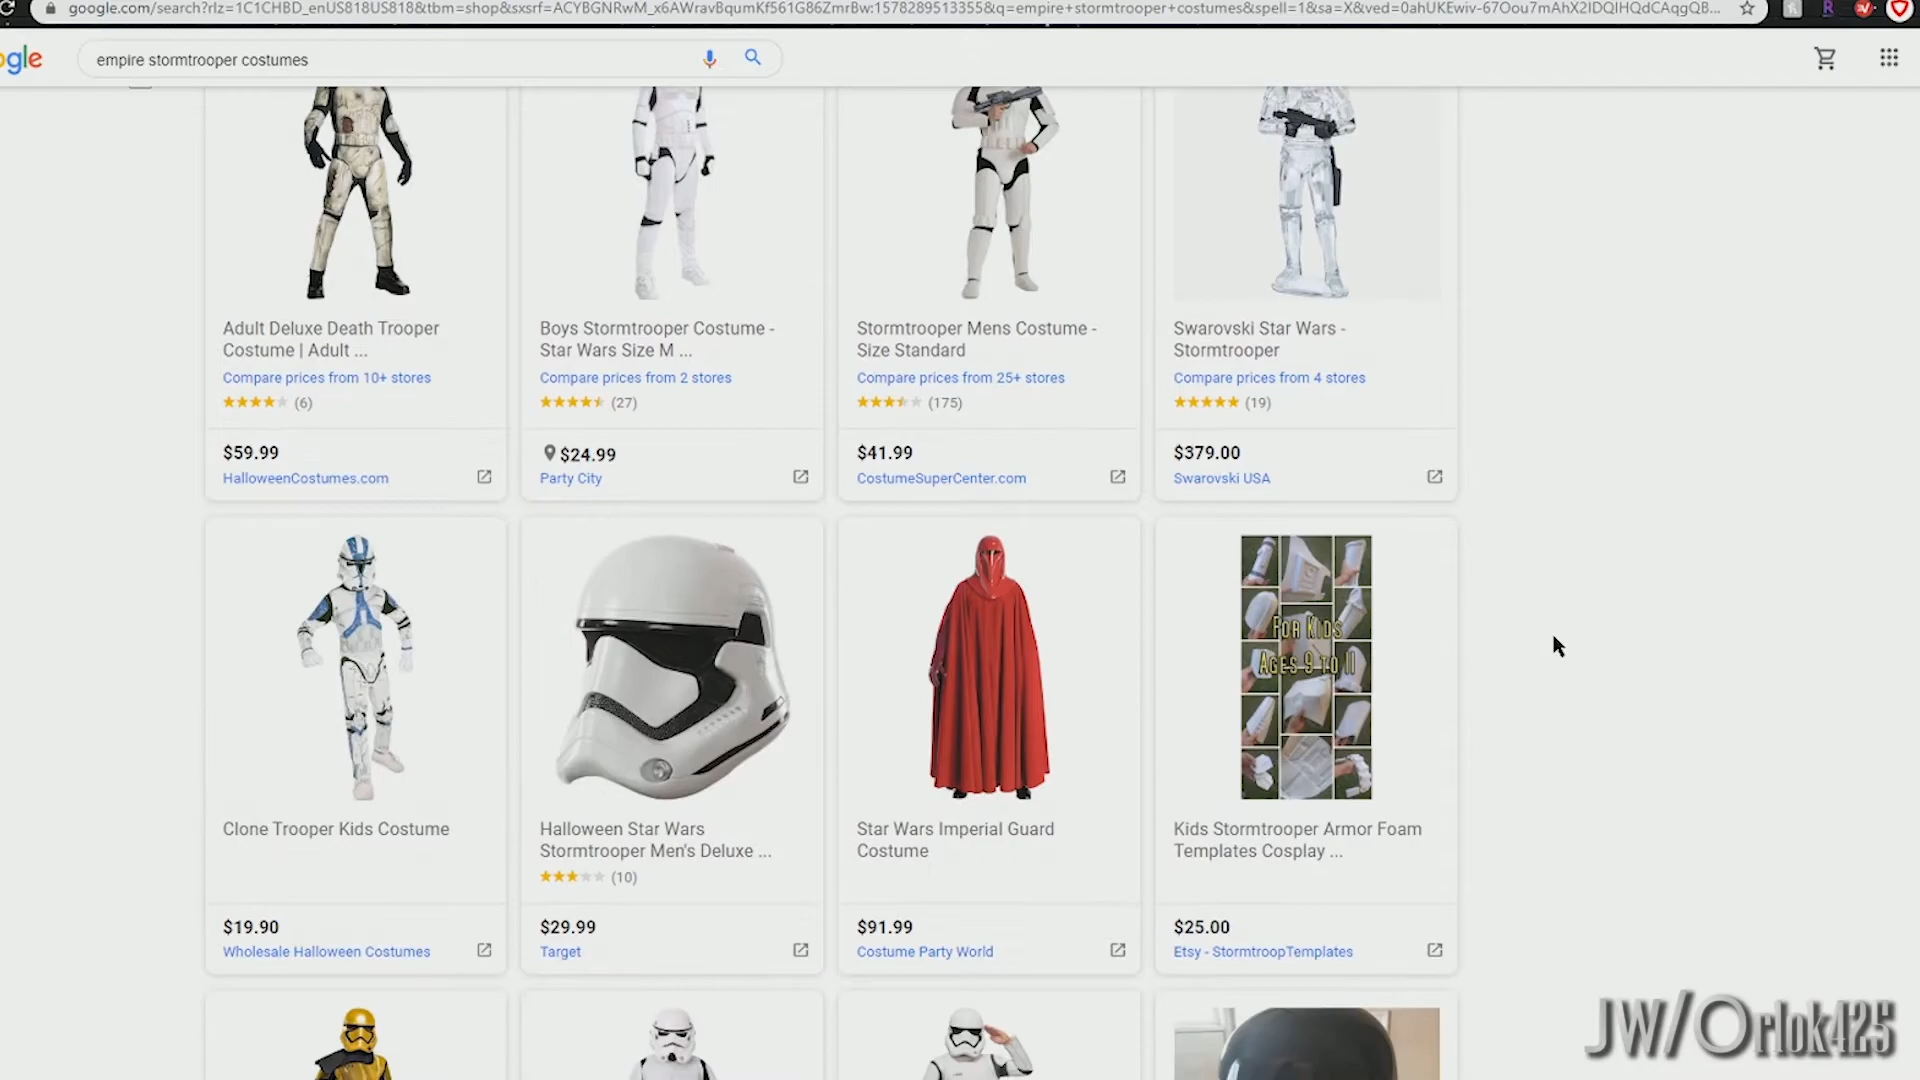 google.com/search?rlz=1C1CHBD_enUS818US818&tbm=shop&sxsrf=ACYBGNRwM_x6AWravBqumKf561G86ZmrBw:1578289513355&q=empire+stormtrooper+costumes&spell=1&sa=X&ved=0ahUKEwiv-67Oou7mAhX2IDQIHQdCAqgQB...
ogle
empire stormtrooper costumes
Adult Deluxe Death Trooper
Costume | Adult ...
Compare prices from 10+ stores
(6)
$59.99
HalloweenCostumes.com
Boys Stormtrooper Costume -
Star Wars Size M ...
Compare prices from 2 stores
(27)
$24.99
Party City
Stormtrooper Mens Costume -
Size Standard
Compare prices from 25+ stores
(175)
$41.99
CostumeSuperCenter.com
Swarovski Star Wars -
Stormtrooper
Compare prices from 4 stores
(19)
$379.00
Swarovski USA
Clone Trooper Kids Costume
$19.90
Wholesale Halloween Costumes
Halloween Star Wars
Stormtrooper Men's Deluxe ...
(10)
$29.99
Target
Star Wars Imperial Guard
Costume
$91.99
Costume Party World
For Kids
Ages 9 to 11
Kids Stormtrooper Armor Foam
Templates Cosplay ...
$25.00
Etsy - StormtroopTemplates
JW/Orlok425